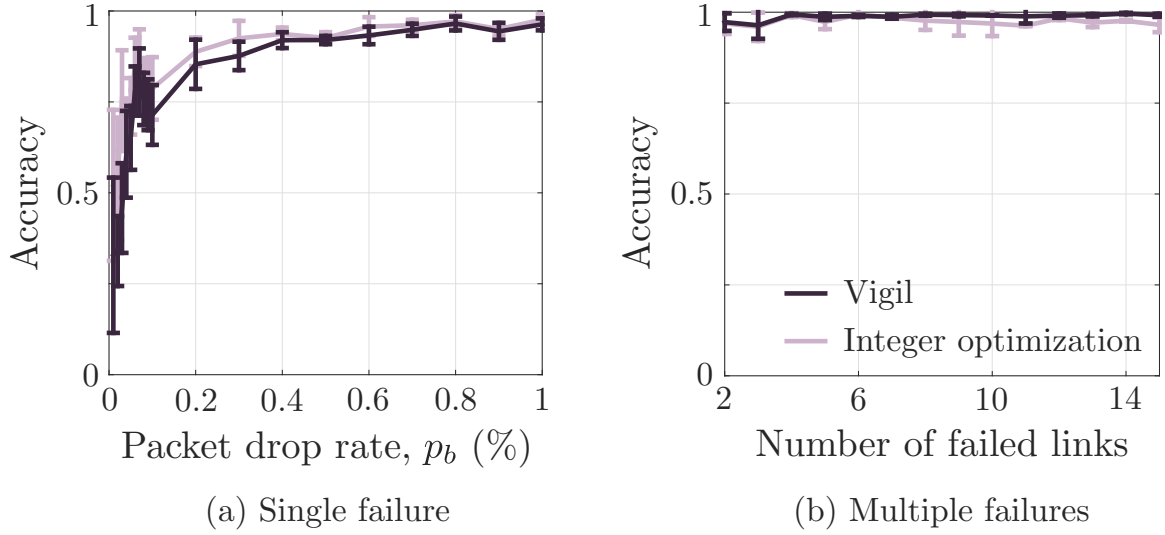 1
0.5
0
Accuracy
0 0.2 0.4 0.6 0.8 1
Packet drop rate, p_b (%)
(a) Single failure
1
0.5
0
Accuracy
Vigil
Integer optimization
2 6 10 14
Number of failed links
(b) Multiple failures